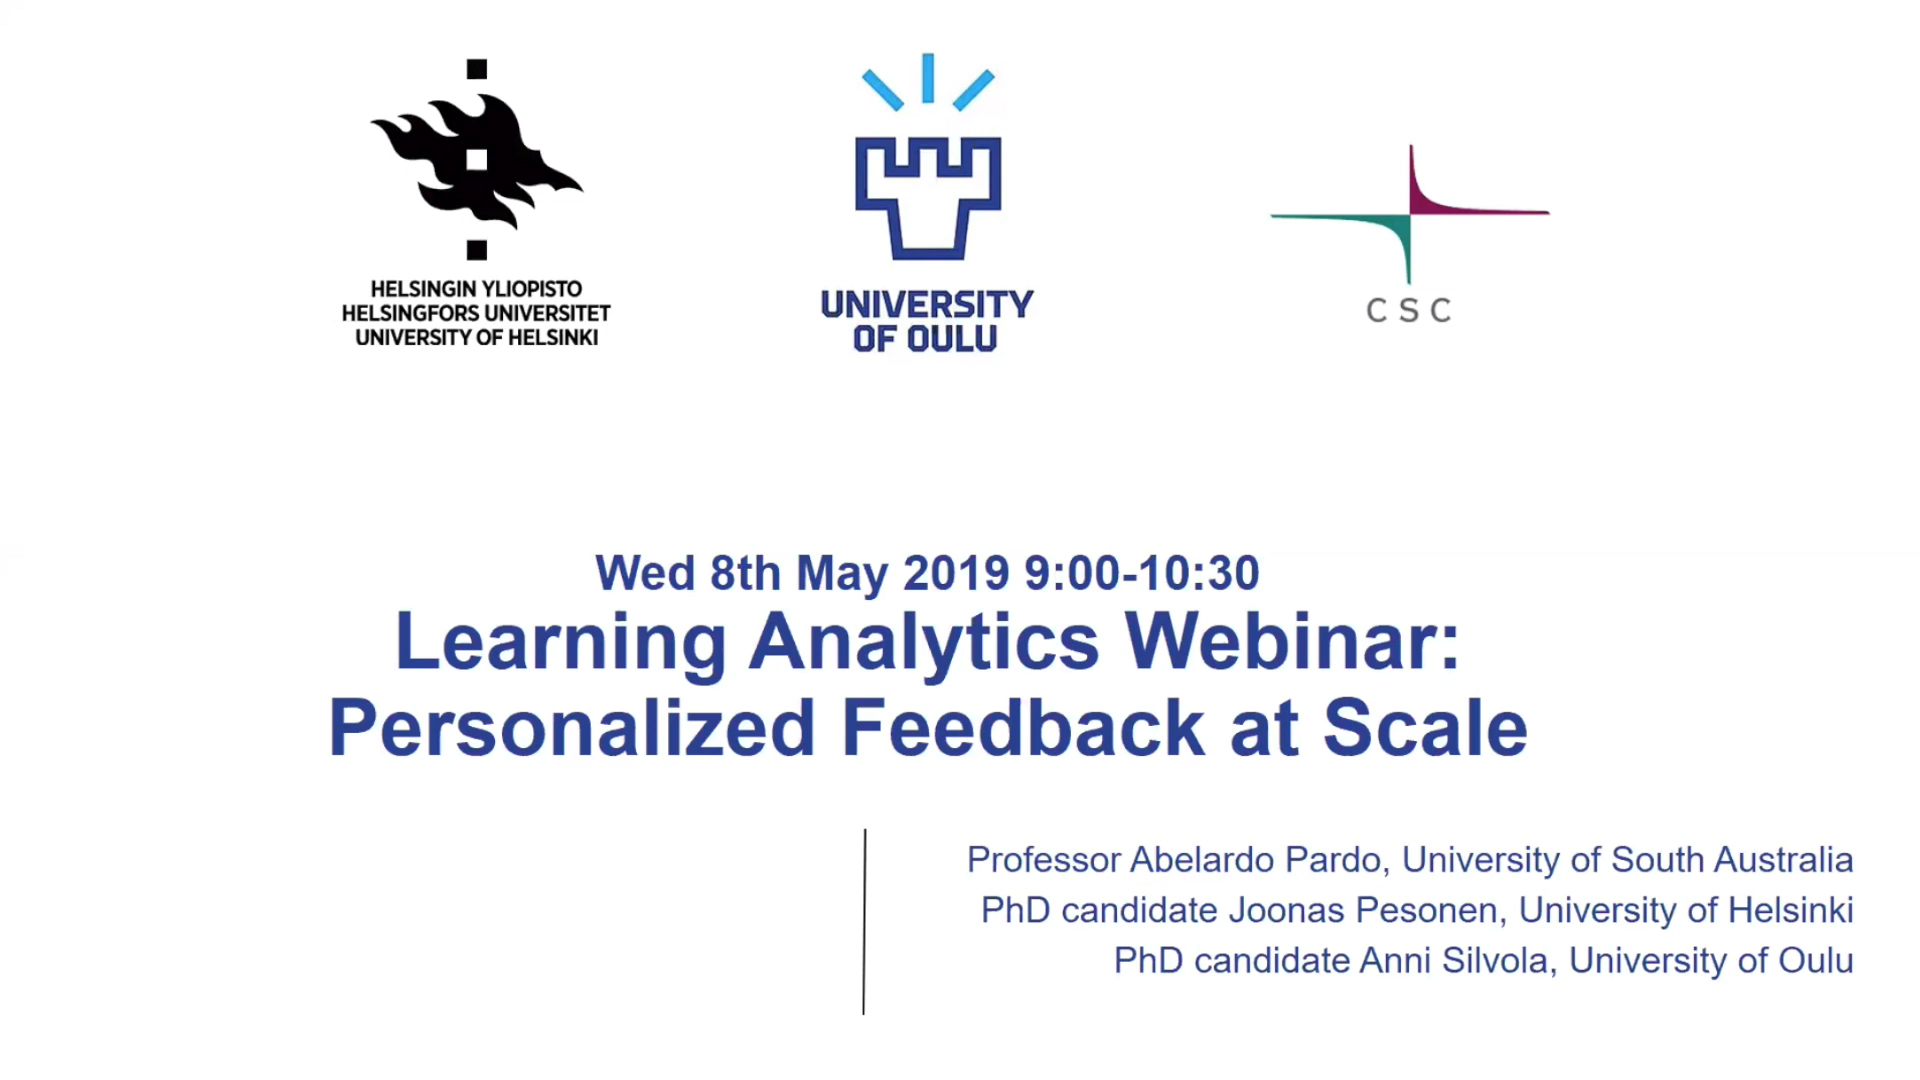 HELSINGIN YLIOPISTO
HELSINGFORS UNIVERSITET
UNIVERSITY OF HELSINKI
UNIVERSITY
OF OULU
CSC
Wed 8th May 2019 9:00-10:30
Learning Analytics Webinar:
Personalized Feedback at Scale
Professor Abelardo Pardo, University of South Australia
PhD candidate Joonas Pesonen, University of Helsinki
PhD candidate Anni Silvola, University of Oulu